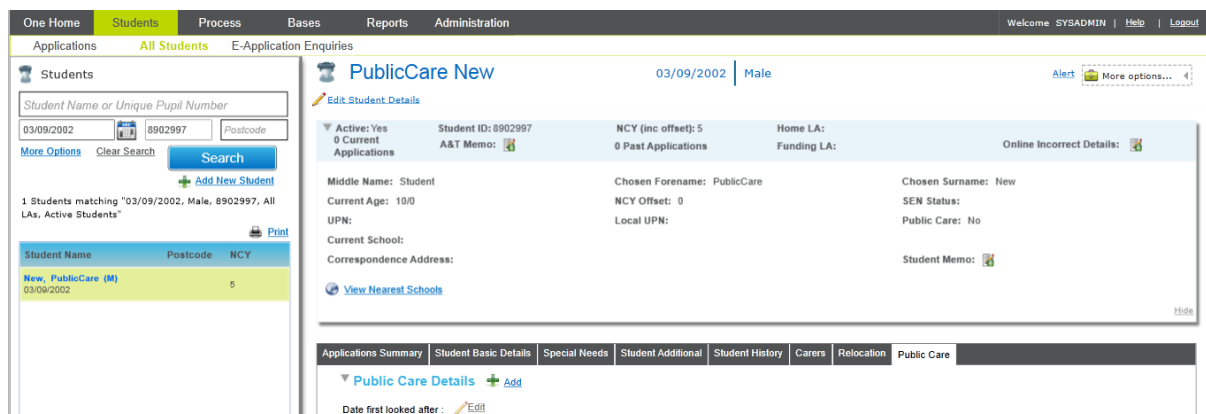 One Home Students Process Bases Reports Administration Welcome SYSADMIN | Help | Logout
Applications All Students E-Application Enquiries
Students
Student Name or Unique Pupil Number
03/09/2002 8902997 Postcode
More Options Clear Search Search
Add New Student
1 Students matching "03/09/2002, Male, 8902997, All
LAs, Active Students"
Print
Student Name Postcode NCY
New, PublicCare (M)
03/09/2002 5
PublicCare New 03/09/2002 Male Alert More options...
Edit Student Details
Active: Yes Student ID: 8902997 NCY (inc offset): 5 Home LA:
0 Current
Applications A&T Memo: 0 Past Applications Funding LA: Online Incorrect Details:
Middle Name: Student Chosen Forename: PublicCare Chosen Surname: New
Current Age: 10/0 NCY Offset: 0 SEN Status:
UPN: Local UPN: Public Care: No
Current School:
Correspondence Address: Student Memo:
View Nearest Schools
Hide
Applications Summary Student Basic Details Special Needs Student Additional Student History Carers Relocation Public Care
Public Care Details Add
Date first looked after : Edit